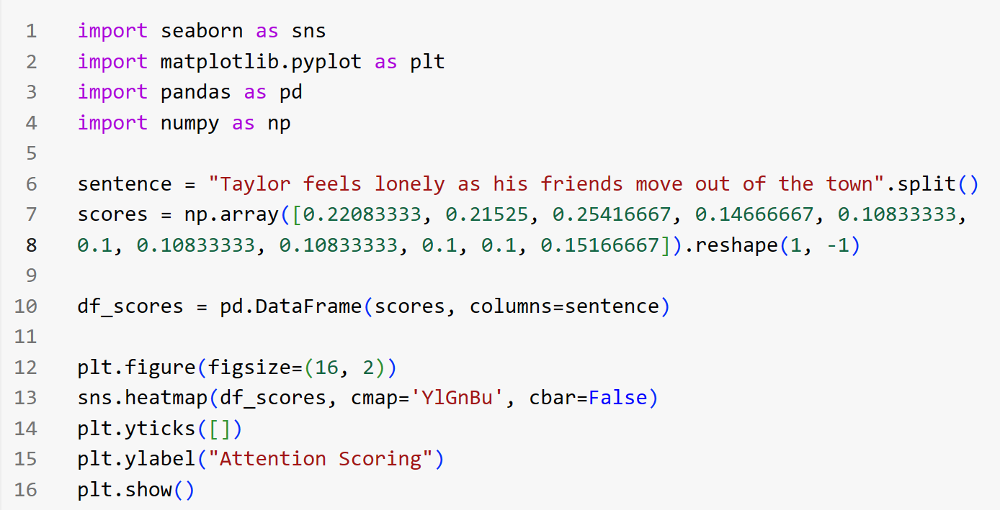 1 import seaborn as sns
2 import matplotlib.pyplot as plt
3 import pandas as pd
4 import numpy as np
5
6 sentence = "Taylor feels lonely as his friends move out of the town".split()
7 scores = np.array([0.22083333, 0.21525, 0.25416667, 0.14666667, 0.10833333,
8 0.1, 0.10833333, 0.10833333, 0.1, 0.1, 0.15166667]).reshape(1, -1)
9
10 df_scores = pd.DataFrame(scores, columns=sentence)
11
12 plt.figure(figsize=(16, 2))
13 sns.heatmap(df_scores, cmap='YlGnBu', cbar=False)
14 plt.yticks([])
15 plt.ylabel("Attention Scoring")
16 plt.show()